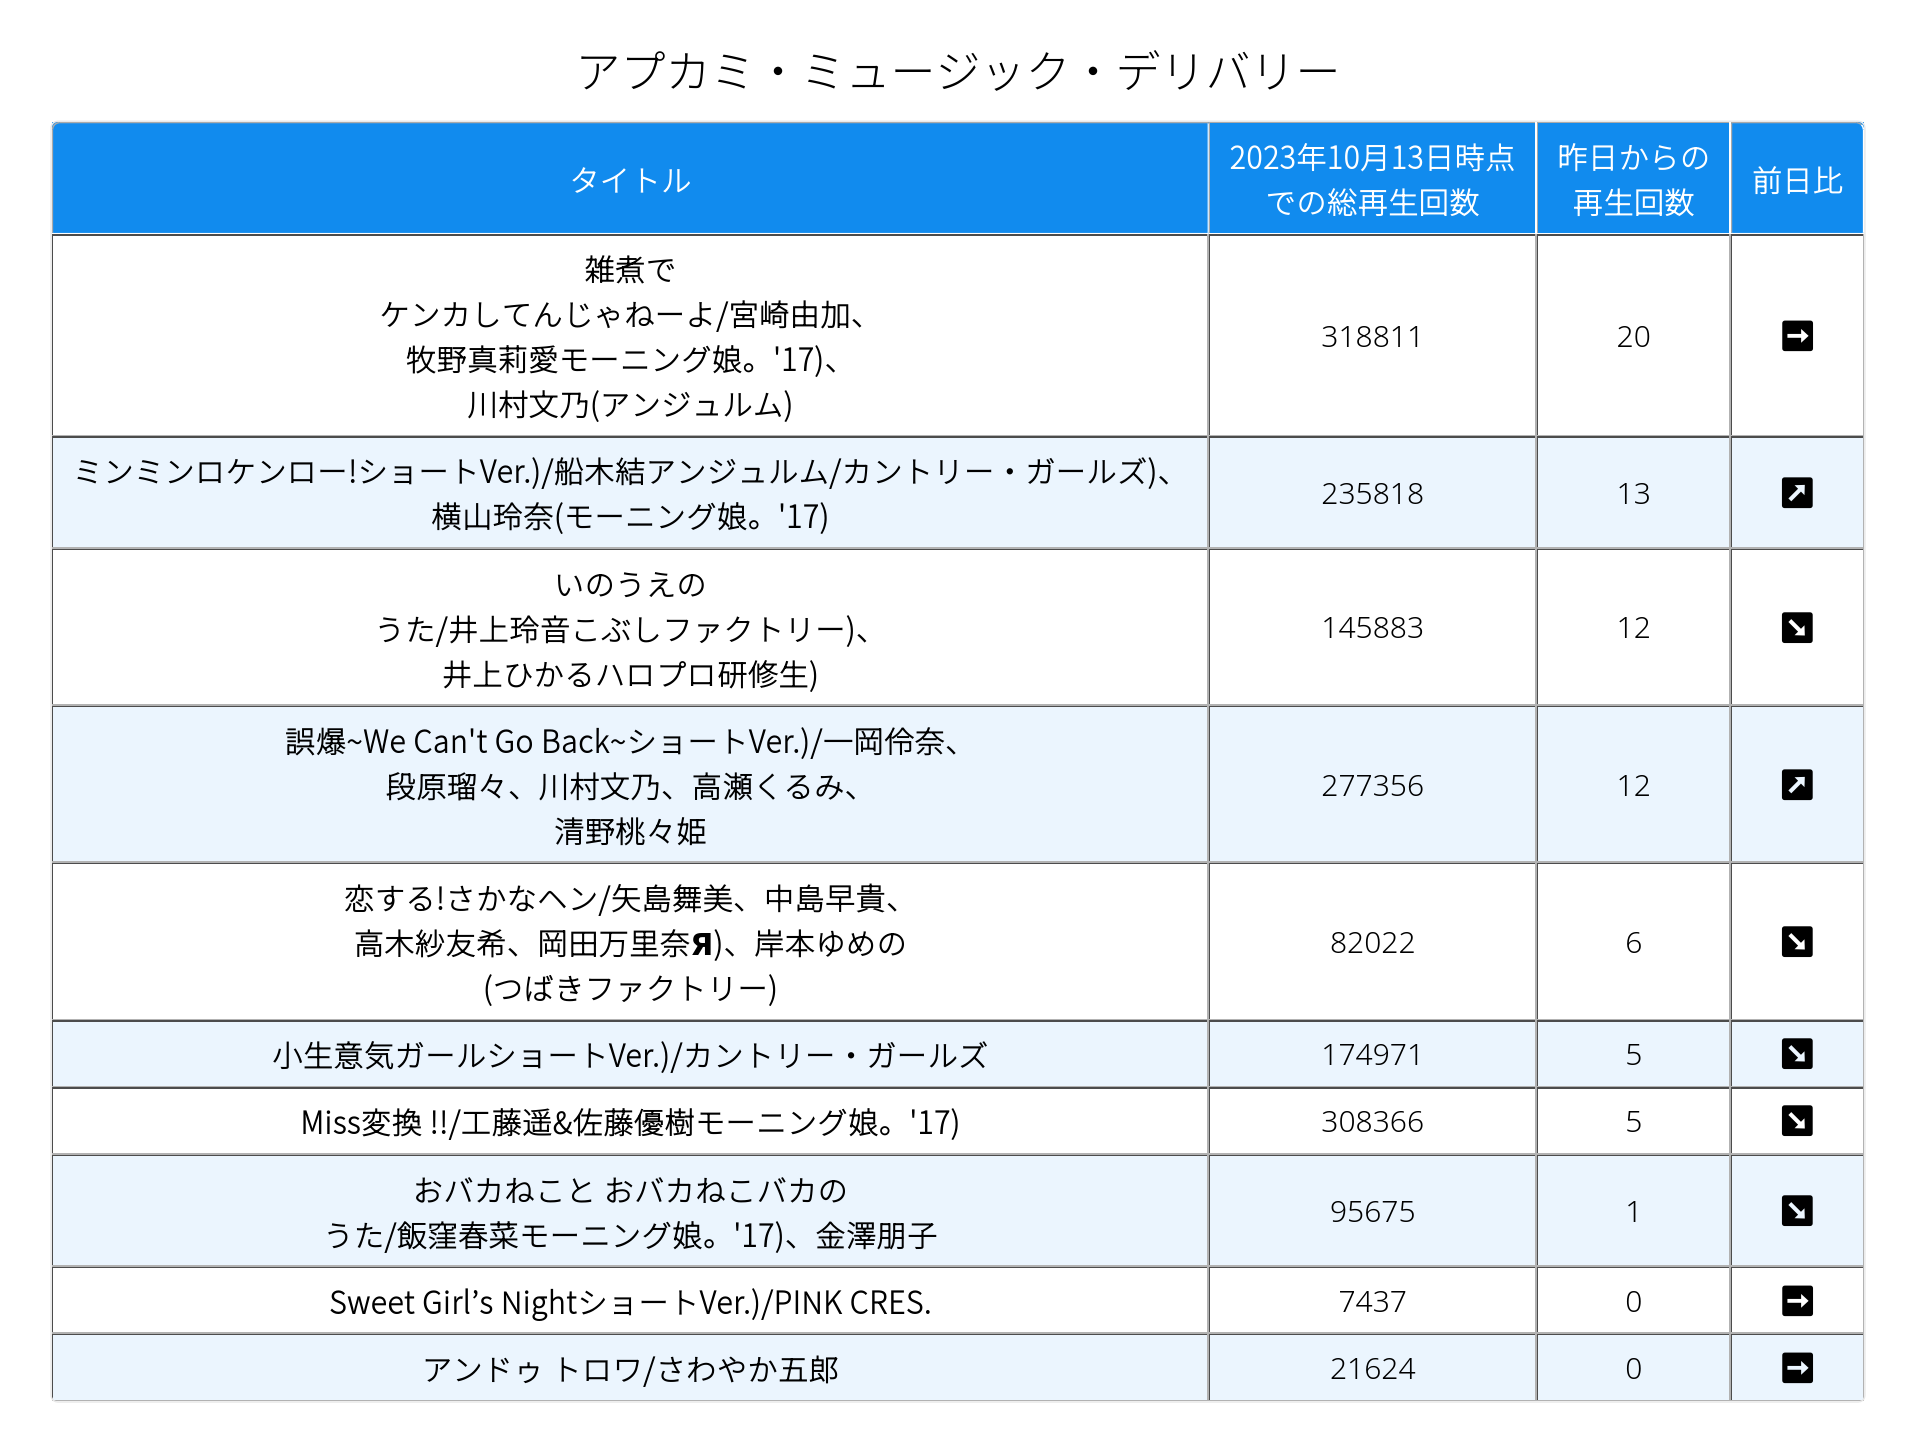 アプカミ・ミュージック・デリバリー
タイトル
2023年10月13日時点
での総再生回数
昨日からの
再生回数
前日比
雑煮で
ケンカしてんじゃねーよ/宮崎由加、
牧野真莉愛モーニング娘。'17)、
川村文乃(アンジュルム)
318811
20
➡
ミンミンロケンロー!ショートVer.)/船木結アンジュルム/カントリー・ガールズ)、
横山玲奈(モーニング娘。'17)
235818
13
↗
いのうえの
うた/井上玲音こぶしファクトリー)、
井上ひかるハロプロ研修生)
145883
12
↘
誤爆~We Can't Go Back~ショートVer.)/一岡伶奈、
段原瑠々、川村文乃、高瀬くるみ、
清野桃々姫
277356
12
↗
恋する!さかなヘン/矢島舞美、中島早貴、
高木紗友希、岡田万里奈Я)、岸本ゆめの
(つばきファクトリー)
82022
6
↘
小生意気ガールショートVer.)/カントリー・ガールズ
174971
5
↘
Miss変換 !!/工藤遥&佐藤優樹モーニング娘。'17)
308366
5
↘
おバカねこと おバカねこバカの
うた/飯窪春菜モーニング娘。'17)、金澤朋子
95675
1
↘
Sweet Girl’s NightショートVer.)/PINK CRES.
7437
0
➡
アンドゥ トロワ/さわやか五郎
21624
0
➡